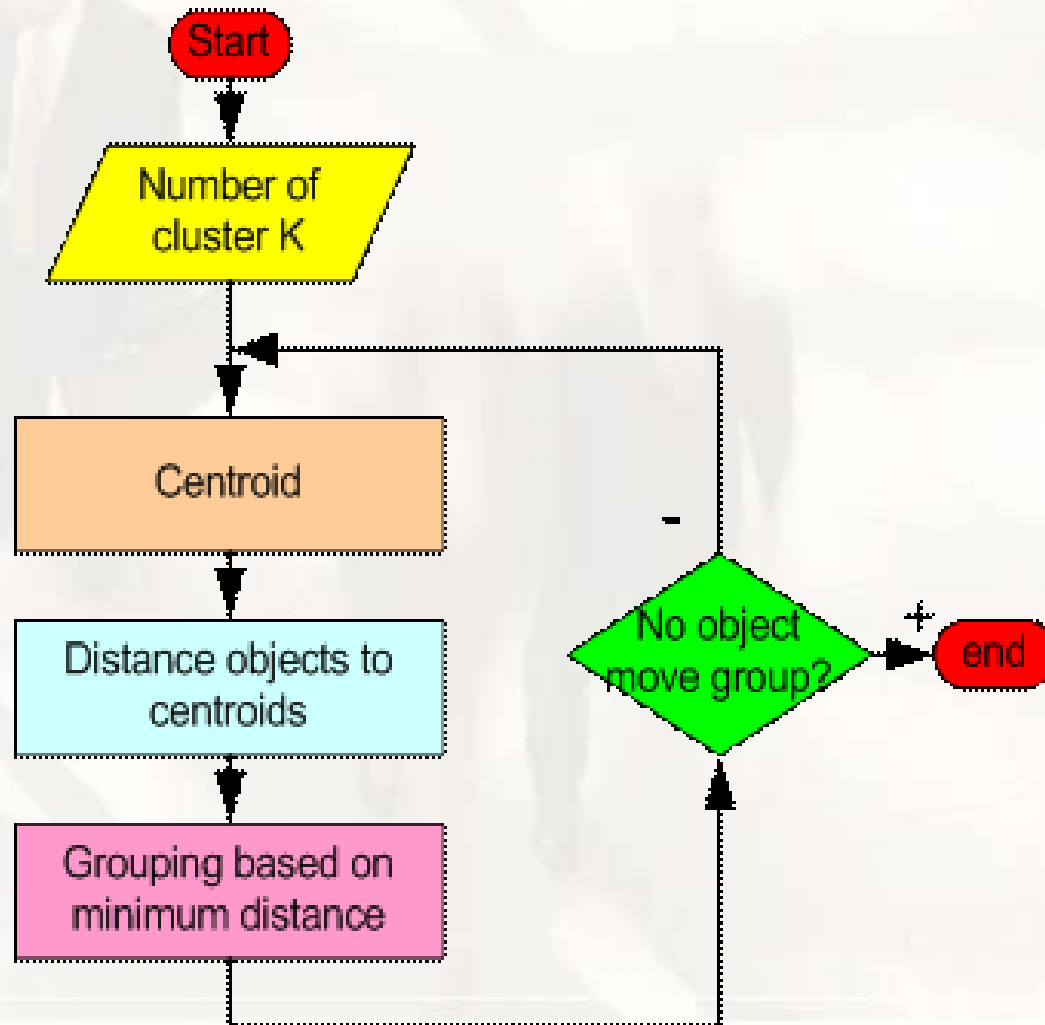 Start
Number of
cluster K
Centroid
Distance objects to
centroids
Grouping based on
minimum distance
-
No object
move group?
+
end